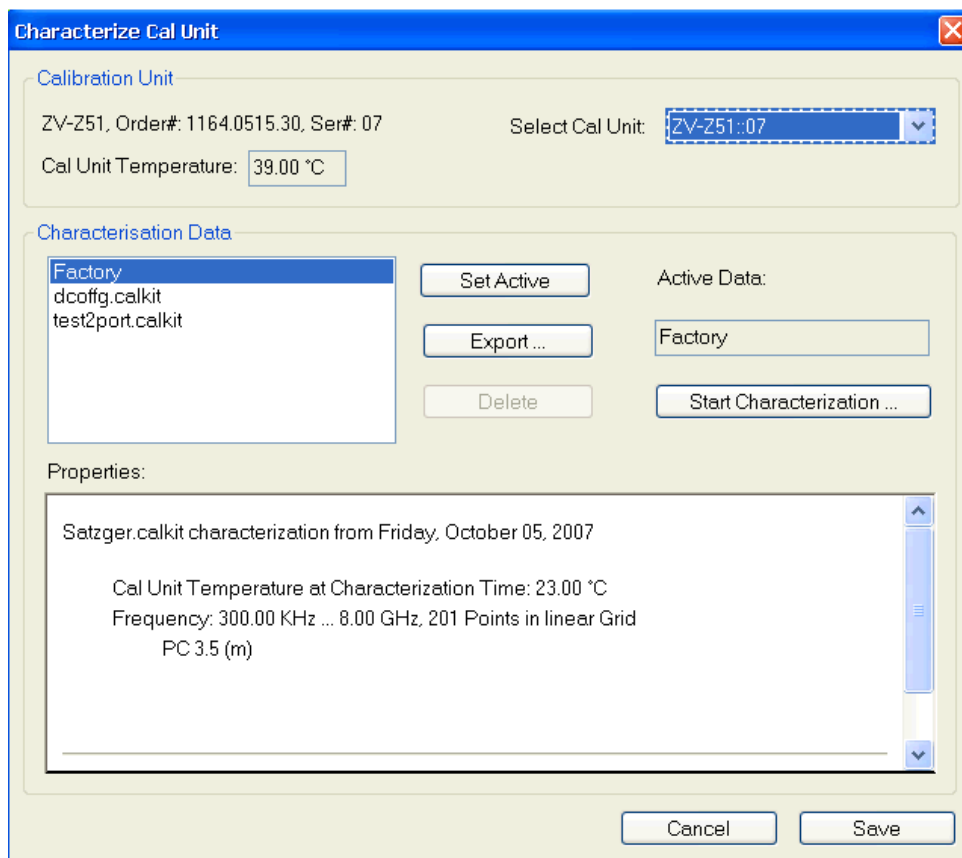 Characterize Cal Unit
Calibration Unit
ZV-Z51, Order#: 1164.0515.30, Ser#: 07
Select Cal Unit:
ZV-Z51::07
Cal Unit Temperature:
39.00 °C
Characterisation Data
Factory
dcoffg.calkit
test2port.calkit
Set Active
Export ...
Delete
Active Data:
Factory
Start Characterization ...
Properties:
Satzger.calkit characterization from Friday, October 05, 2007
Cal Unit Temperature at Characterization Time: 23.00 °C
Frequency: 300.00 KHz ... 8.00 GHz, 201 Points in linear Grid
PC 3.5 (m)
Cancel
Save